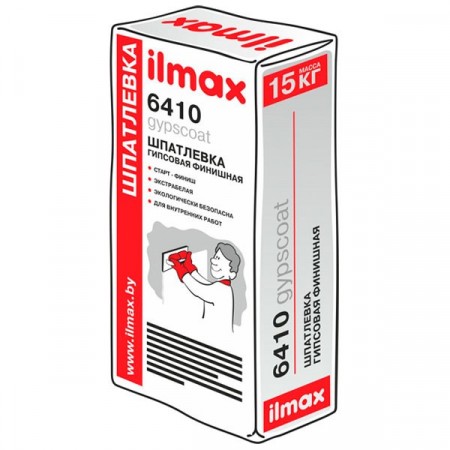 ШПАТЛЕВКА
www.ilmax.by
ilmax
6410
gypscoat
ШПАТЛЕВКА
ГИПСОВАЯ ФИНИШНАЯ
• СТАРТ - ФИНИШ
• ЭКСТРАБЕЛАЯ
• ЭКОЛОГИЧЕСКИ БЕЗОПАСНА
• ДЛЯ ВНУТРЕННИХ РАБОТ
МАССА
15КГ
6410 gypscoat
ШПАТЛЕВКА
ГИПСОВАЯ ФИНИШНАЯ
ilmax